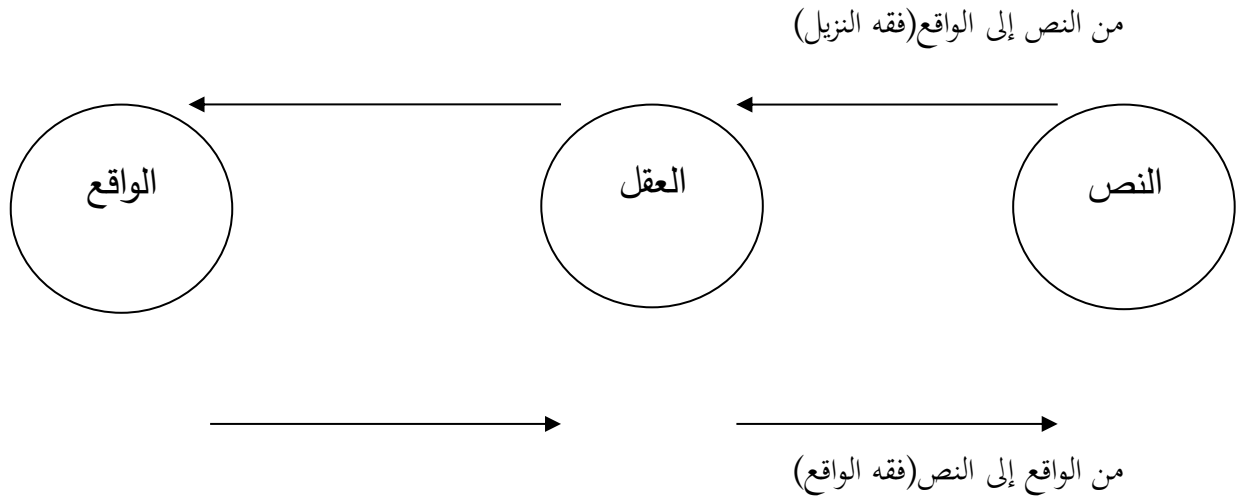 من النص إلى الواقع(فقه النزيل)
النص
العقل
الواقع
من الواقع إلى النص(فقه الواقع)